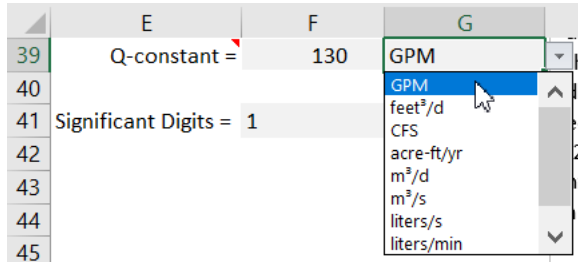 E F G
39 Q-constant = 130 GPM
40 GPM
feet³/d
41 Significant Digits = 1 CFS
acre-ft/yr
42 m³/d
43 m³/s
44 liters/s
45 liters/min